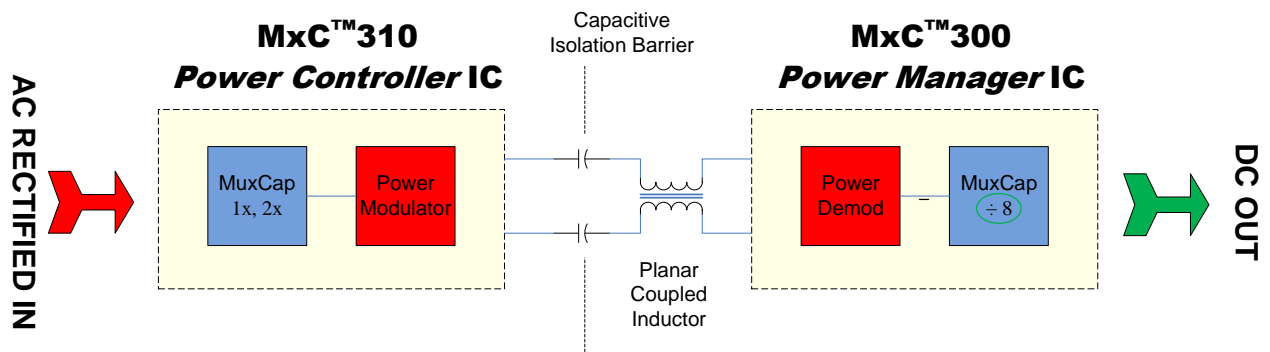 AC RECTIFIED IN
MxC™310
Power Controller IC
MuxCap
1x, 2x
Power
Modulator
Capacitive
Isolation Barrier
Planar
Coupled
Inductor
MxC™300
Power Manager IC
Power
Demod
MuxCap
÷ 8
DC OUT